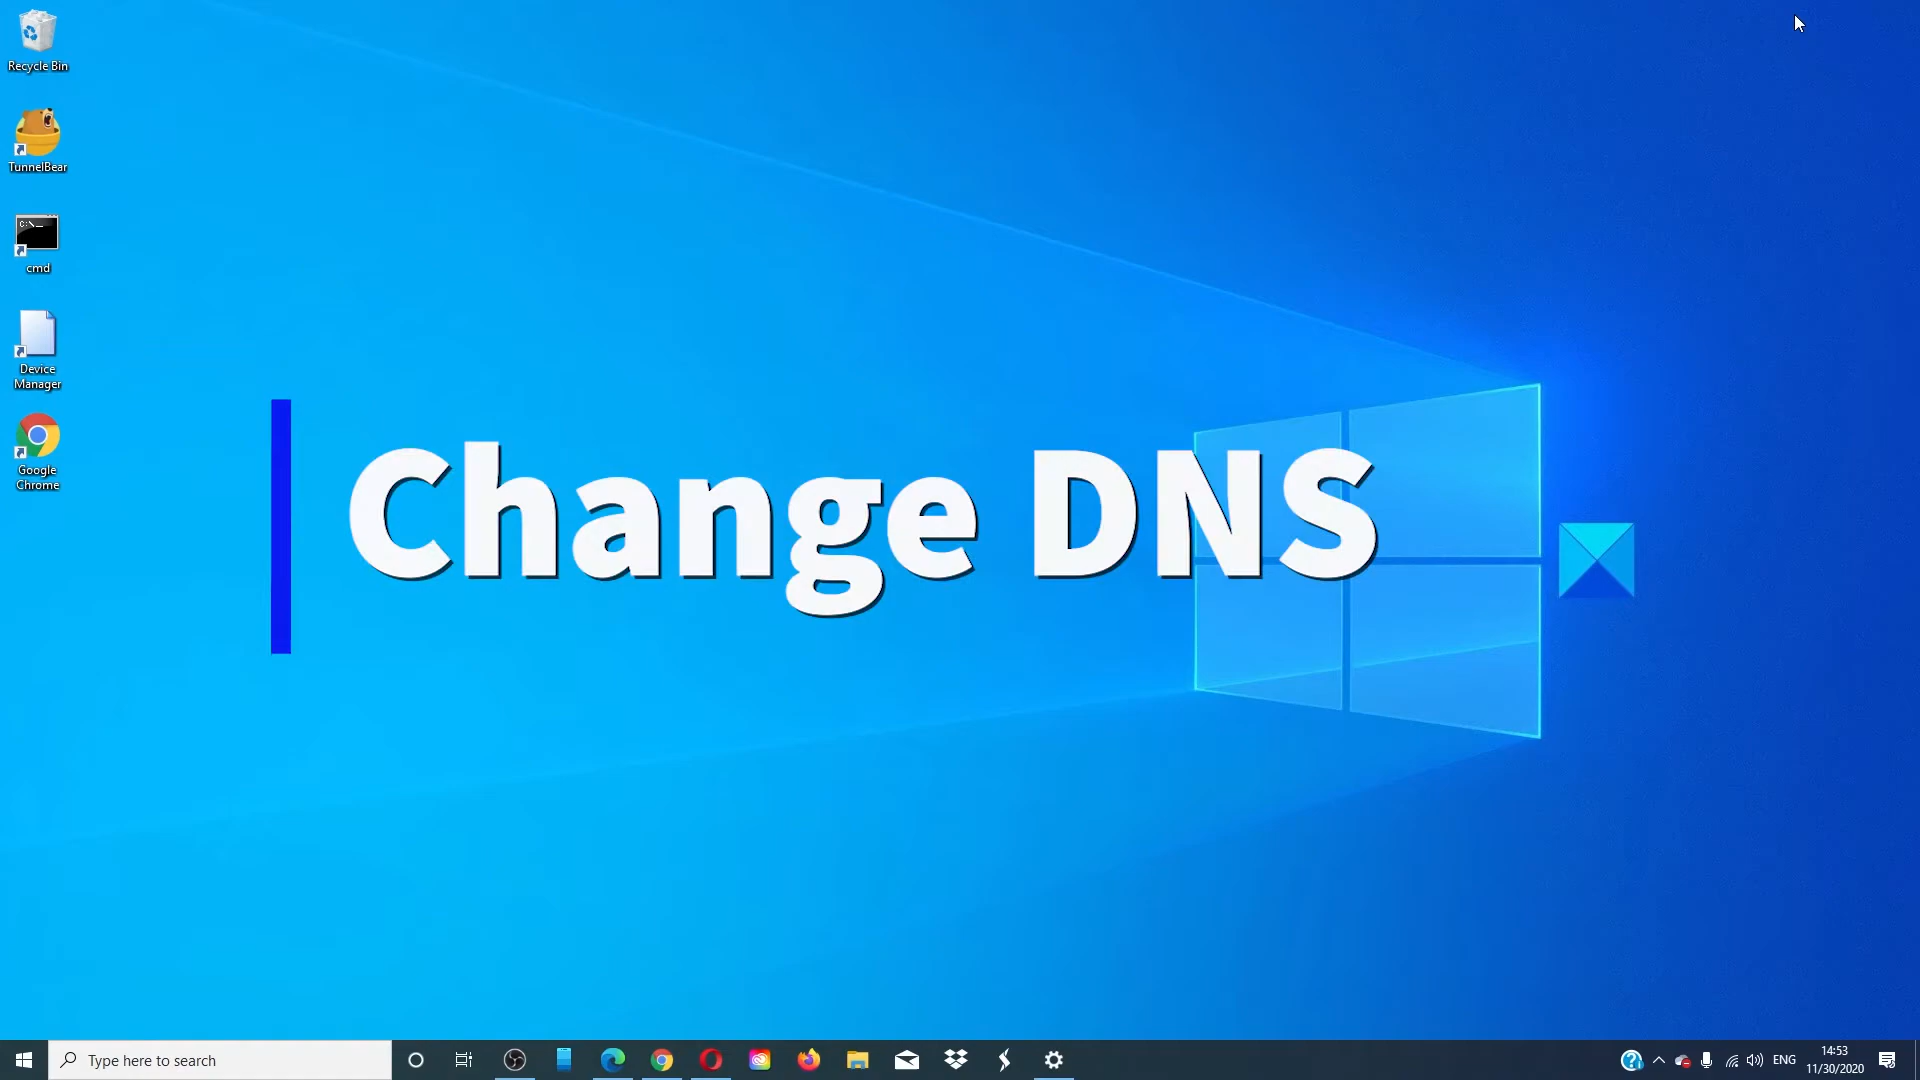 Recycle Bin
TunnelBear
C:\_
cmd
Device
Manager
Google
Chrome
Change DNS
Type here to search
ENG
14:53
11/30/2020